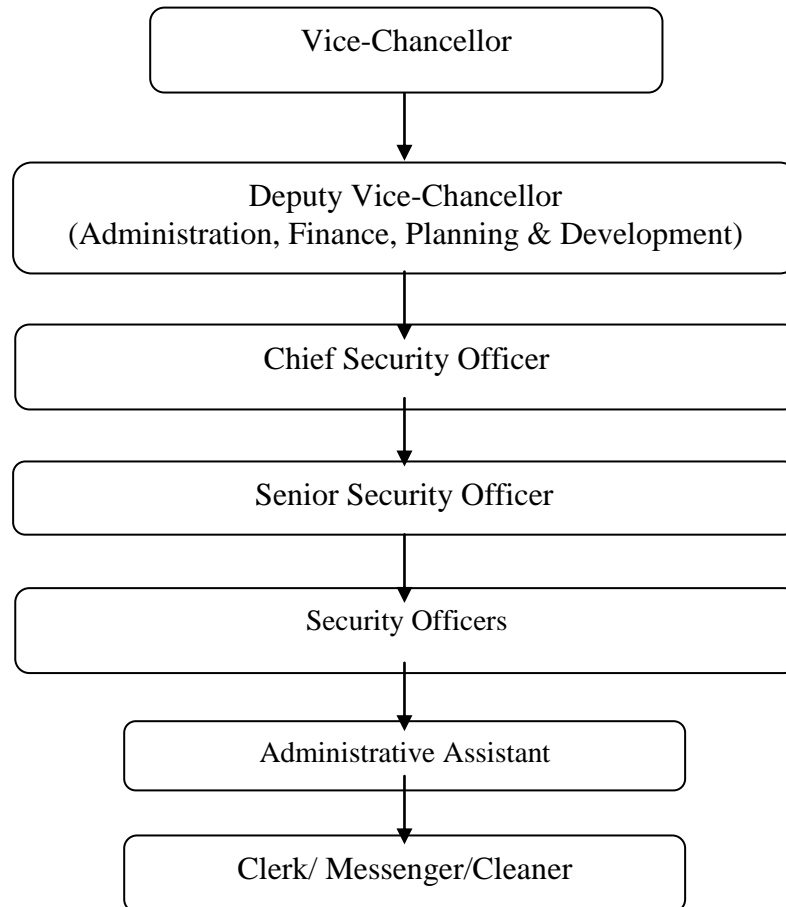 Vice-Chancellor
Deputy Vice-Chancellor
(Administration, Finance, Planning & Development)
Chief Security Officer
Senior Security Officer
Security Officers
Administrative Assistant
Clerk/ Messenger/Cleaner